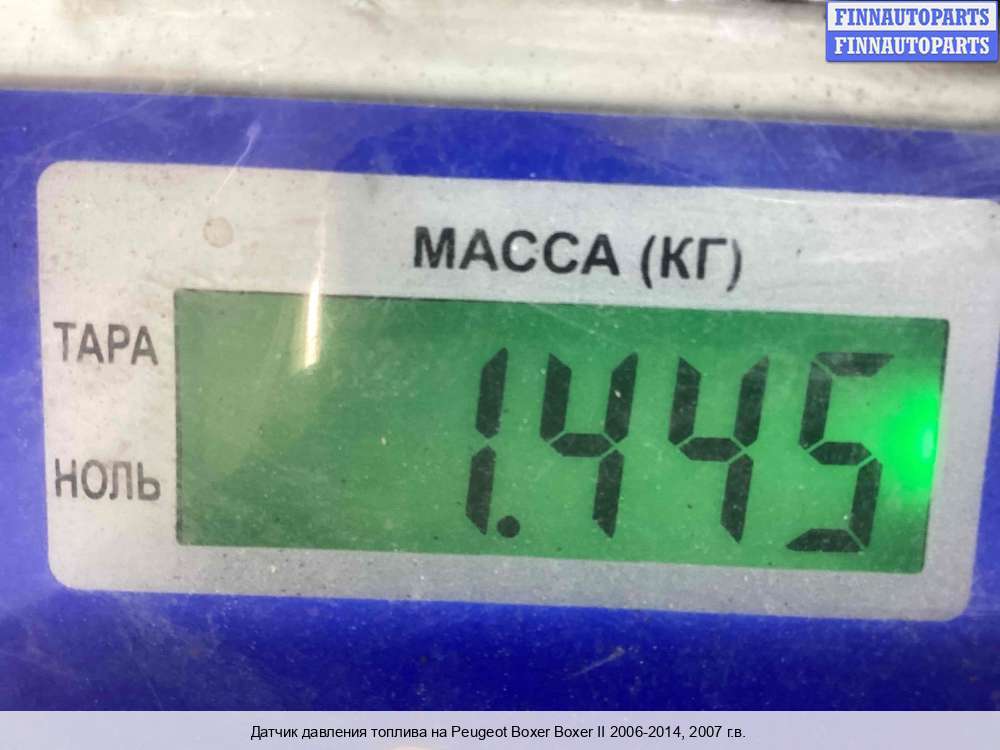 FINNAUTOPARTS
FINNAUTOPARTS
МАССА (КГ)
ТАРА
1.445
НОЛЬ
Датчик давления топлива на Peugeot Boxer Boxer II 2006-2014, 2007 г.в.